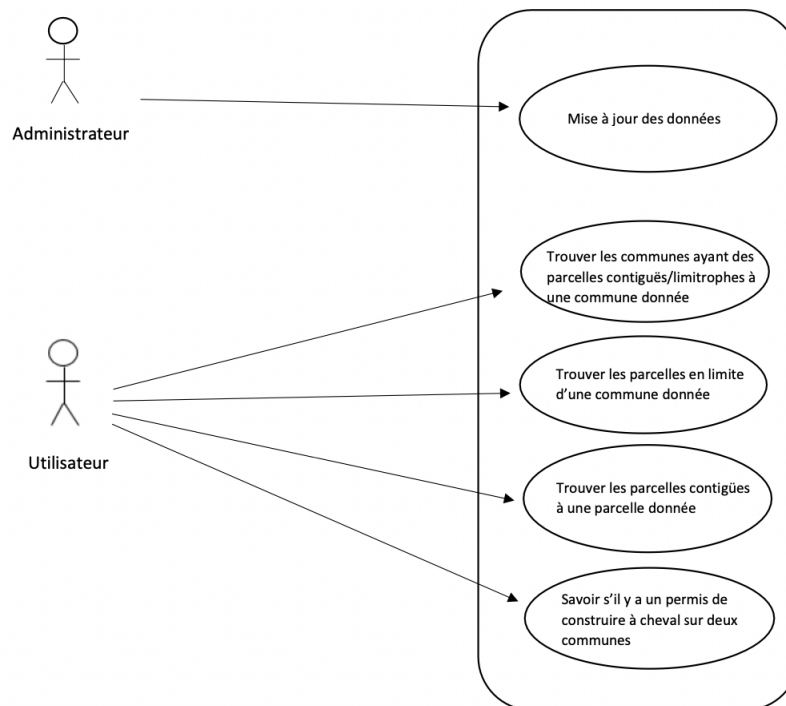 Administrateur
Mise à jour des données
Trouver les communes ayant des
parcelles contiguës/limitrophes à
une commune donnée
Trouver les parcelles en limite
d’une commune donnée
Utilisateur
Trouver les parcelles contigües
à une parcelle donnée
Savoir s’il y a un permis de
construire à cheval sur deux
communes